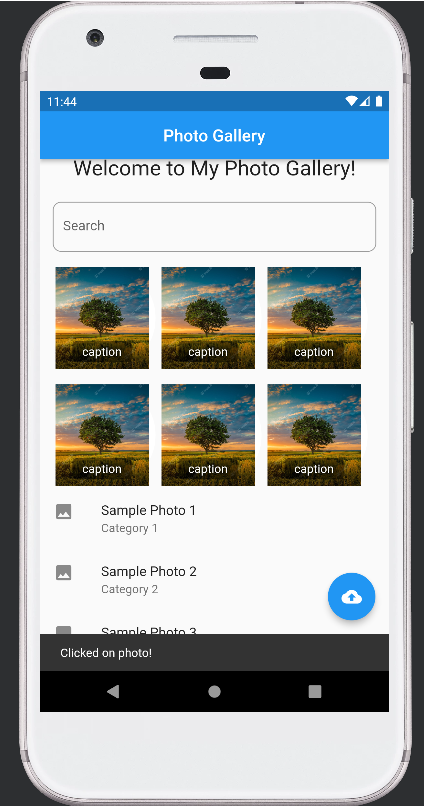 11:44
Photo Gallery
Welcome to My Photo Gallery!
Search
caption caption caption
caption caption caption
Sample Photo 1
Category 1
Sample Photo 2
Category 2
Sample Photo 3
Clicked on photo!